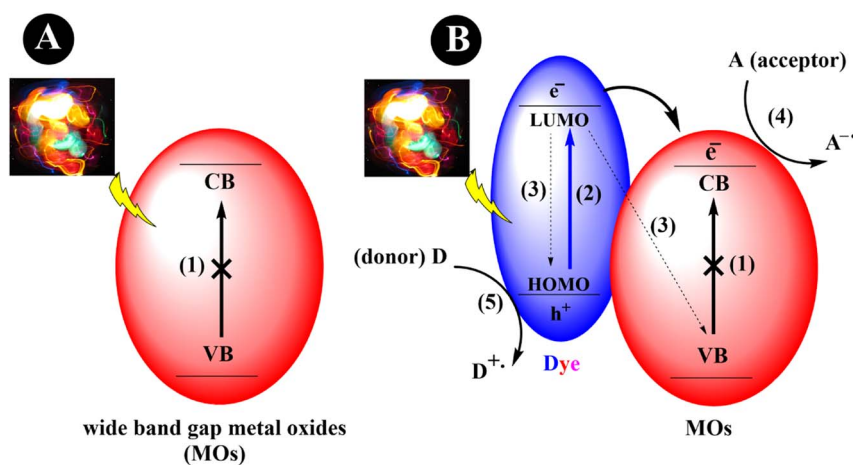 A
CB
(1)
VB
wide band gap metal oxides
(MOs)
B
e⁻
LUMO
(3)
(2)
HOMO
h⁺
(donor) D
(5)
D⁺·
Dye
A (acceptor)
(4)
A⁻·
e⁻
CB
(3)
(1)
VB
MOs